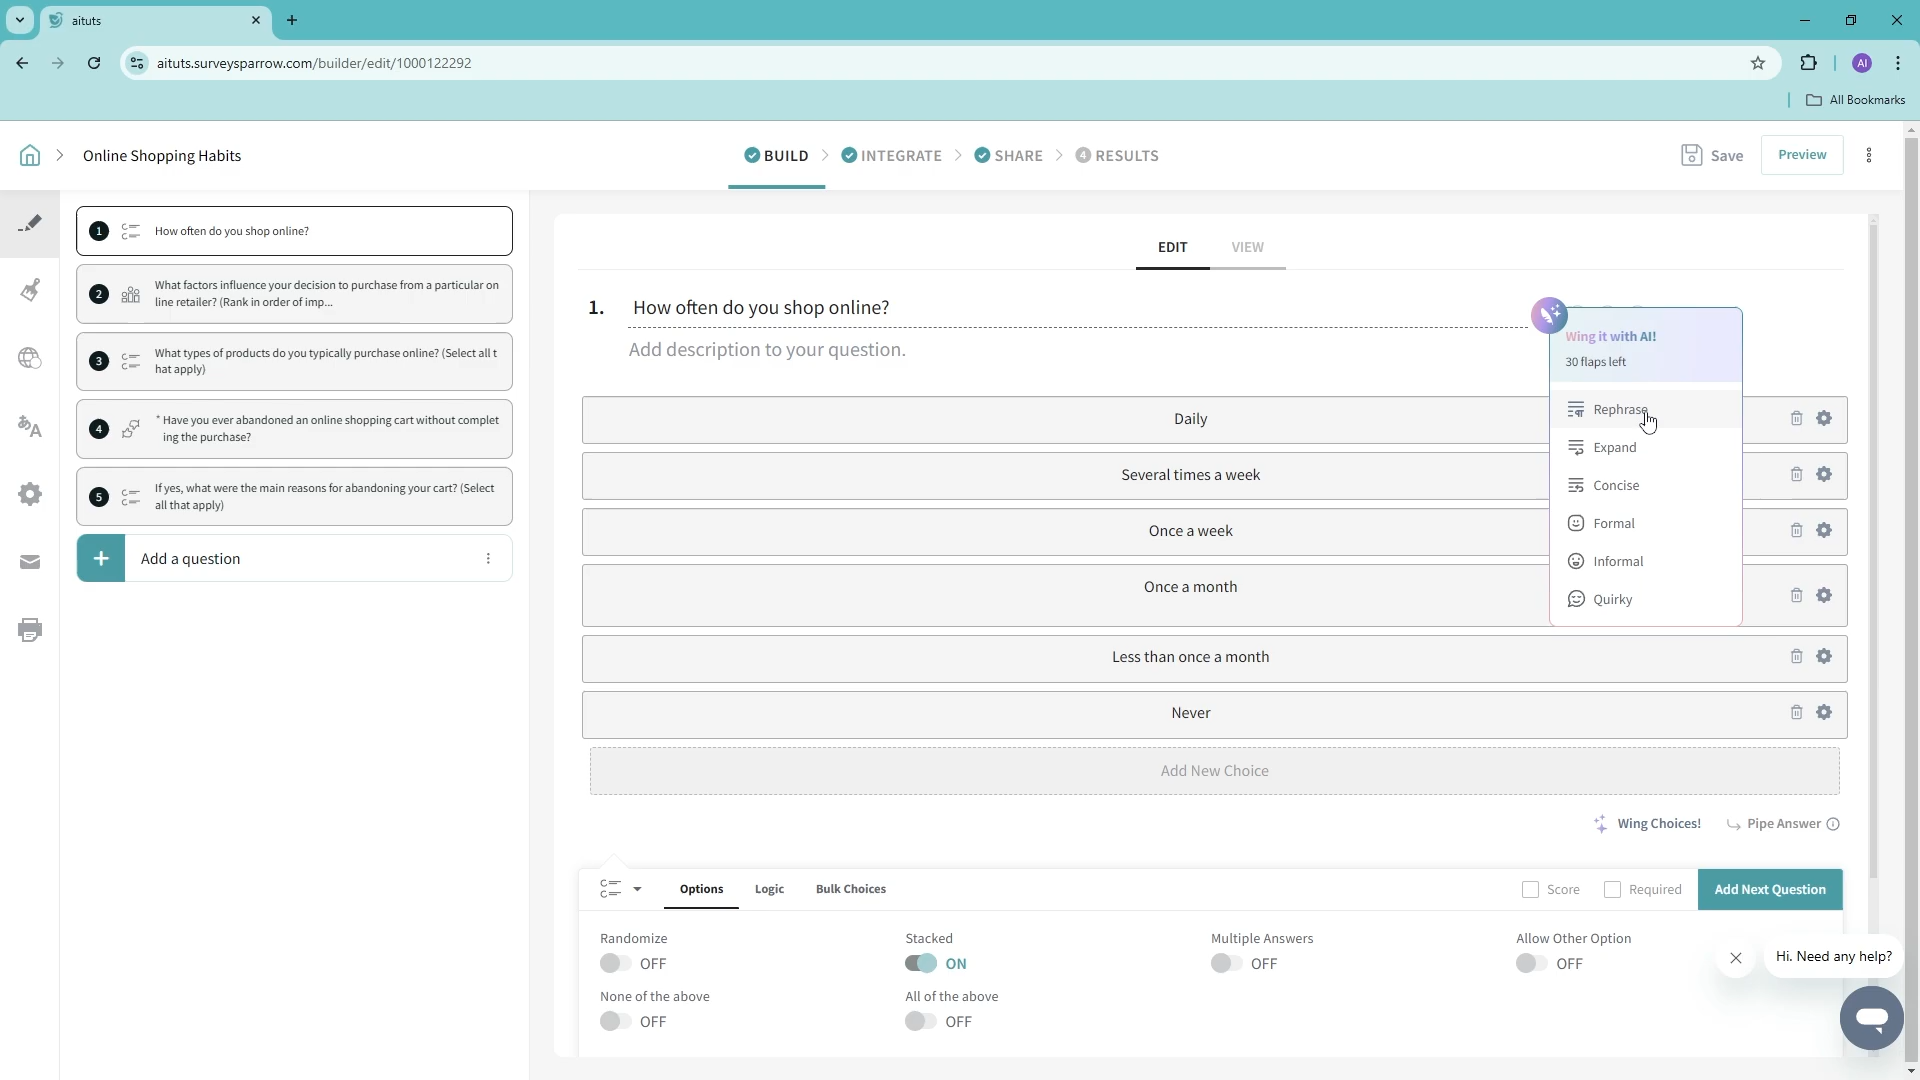 aituts
aituts.surveysparrow.com/builder/edit/1000122292
AI
All Bookmarks
Online Shopping Habits
BUILD
INTEGRATE
SHARE
4 RESULTS
Save
Preview
1 How often do you shop online?
2 What factors influence your decision to purchase from a particular on
line retailer? (Rank in order of imp...
3 What types of products do you typically purchase online? (Select all t
hat apply)
4 * Have you ever abandoned an online shopping cart without complet
ing the purchase?
5 If yes, what were the main reasons for abandoning your cart? (Select
all that apply)
+ Add a question
EDIT
VIEW
1. How often do you shop online?
Add description to your question.
Wing it with AI!
30 flaps left
Rephrase
Expand
Concise
Formal
Informal
Quirky
Daily
Several times a week
Once a week
Once a month
Less than once a month
Never
Add New Choice
Wing Choices!
Pipe Answer
Options
Logic
Bulk Choices
Score
Required
Add Next Question
Randomize
OFF
Stacked
ON
Multiple Answers
OFF
Allow Other Option
OFF
None of the above
OFF
All of the above
OFF
Hi. Need any help?